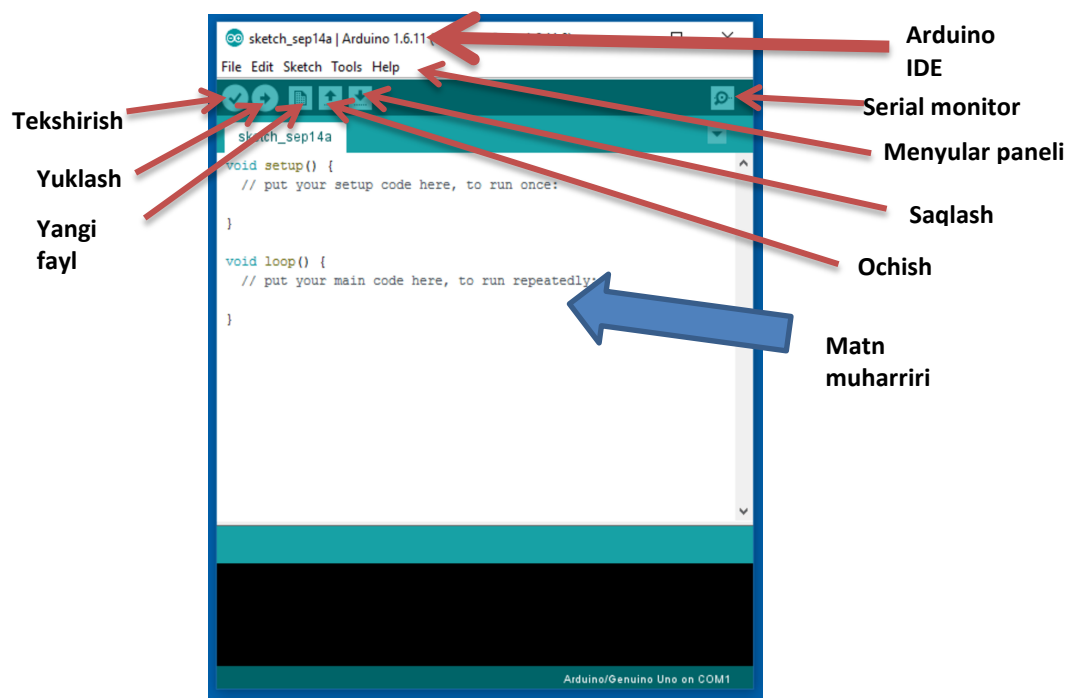 sketch_sep14a | Arduino 1.6.11
Arduino
IDE
File Edit Sketch Tools Help
Serial monitor
Tekshirish
sketch_sep14a
Menyular paneli
void setup() {
// put your setup code here, to run once:
Yuklash
Saqlash
}
Yangi
fayl
void loop() {
Ochish
// put your main code here, to run repeatedly:
}
Matn
muharriri
Arduino/Genuino Uno on COM1